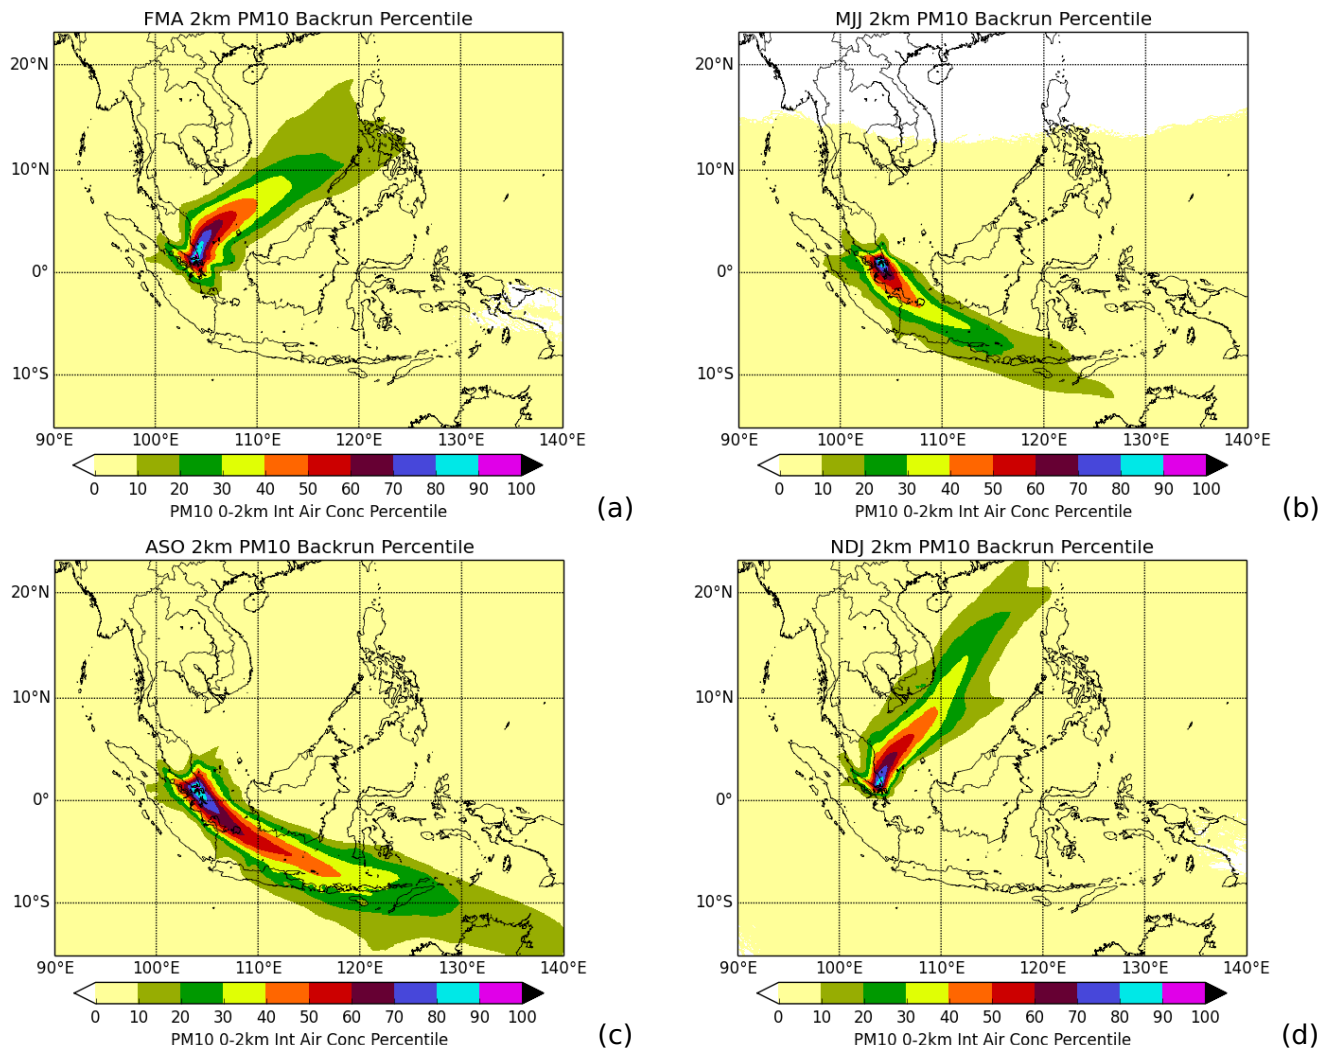 FMA 2km PM10 Backrun Percentile
20°N
10°N
0°
10°S
90°E 100°E 110°E 120°E 130°E 140°E
0 10 20 30 40 50 60 70 80 90 100
PM10 0-2km Int Air Conc Percentile
(a)
MJJ 2km PM10 Backrun Percentile
20°N
10°N
0°
10°S
90°E 100°E 110°E 120°E 130°E 140°E
0 10 20 30 40 50 60 70 80 90 100
PM10 0-2km Int Air Conc Percentile
(b)
ASO 2km PM10 Backrun Percentile
20°N
10°N
0°
10°S
90°E 100°E 110°E 120°E 130°E 140°E
0 10 20 30 40 50 60 70 80 90 100
PM10 0-2km Int Air Conc Percentile
(c)
NDJ 2km PM10 Backrun Percentile
20°N
10°N
0°
10°S
90°E 100°E 110°E 120°E 130°E 140°E
0 10 20 30 40 50 60 70 80 90 100
PM10 0-2km Int Air Conc Percentile
(d)